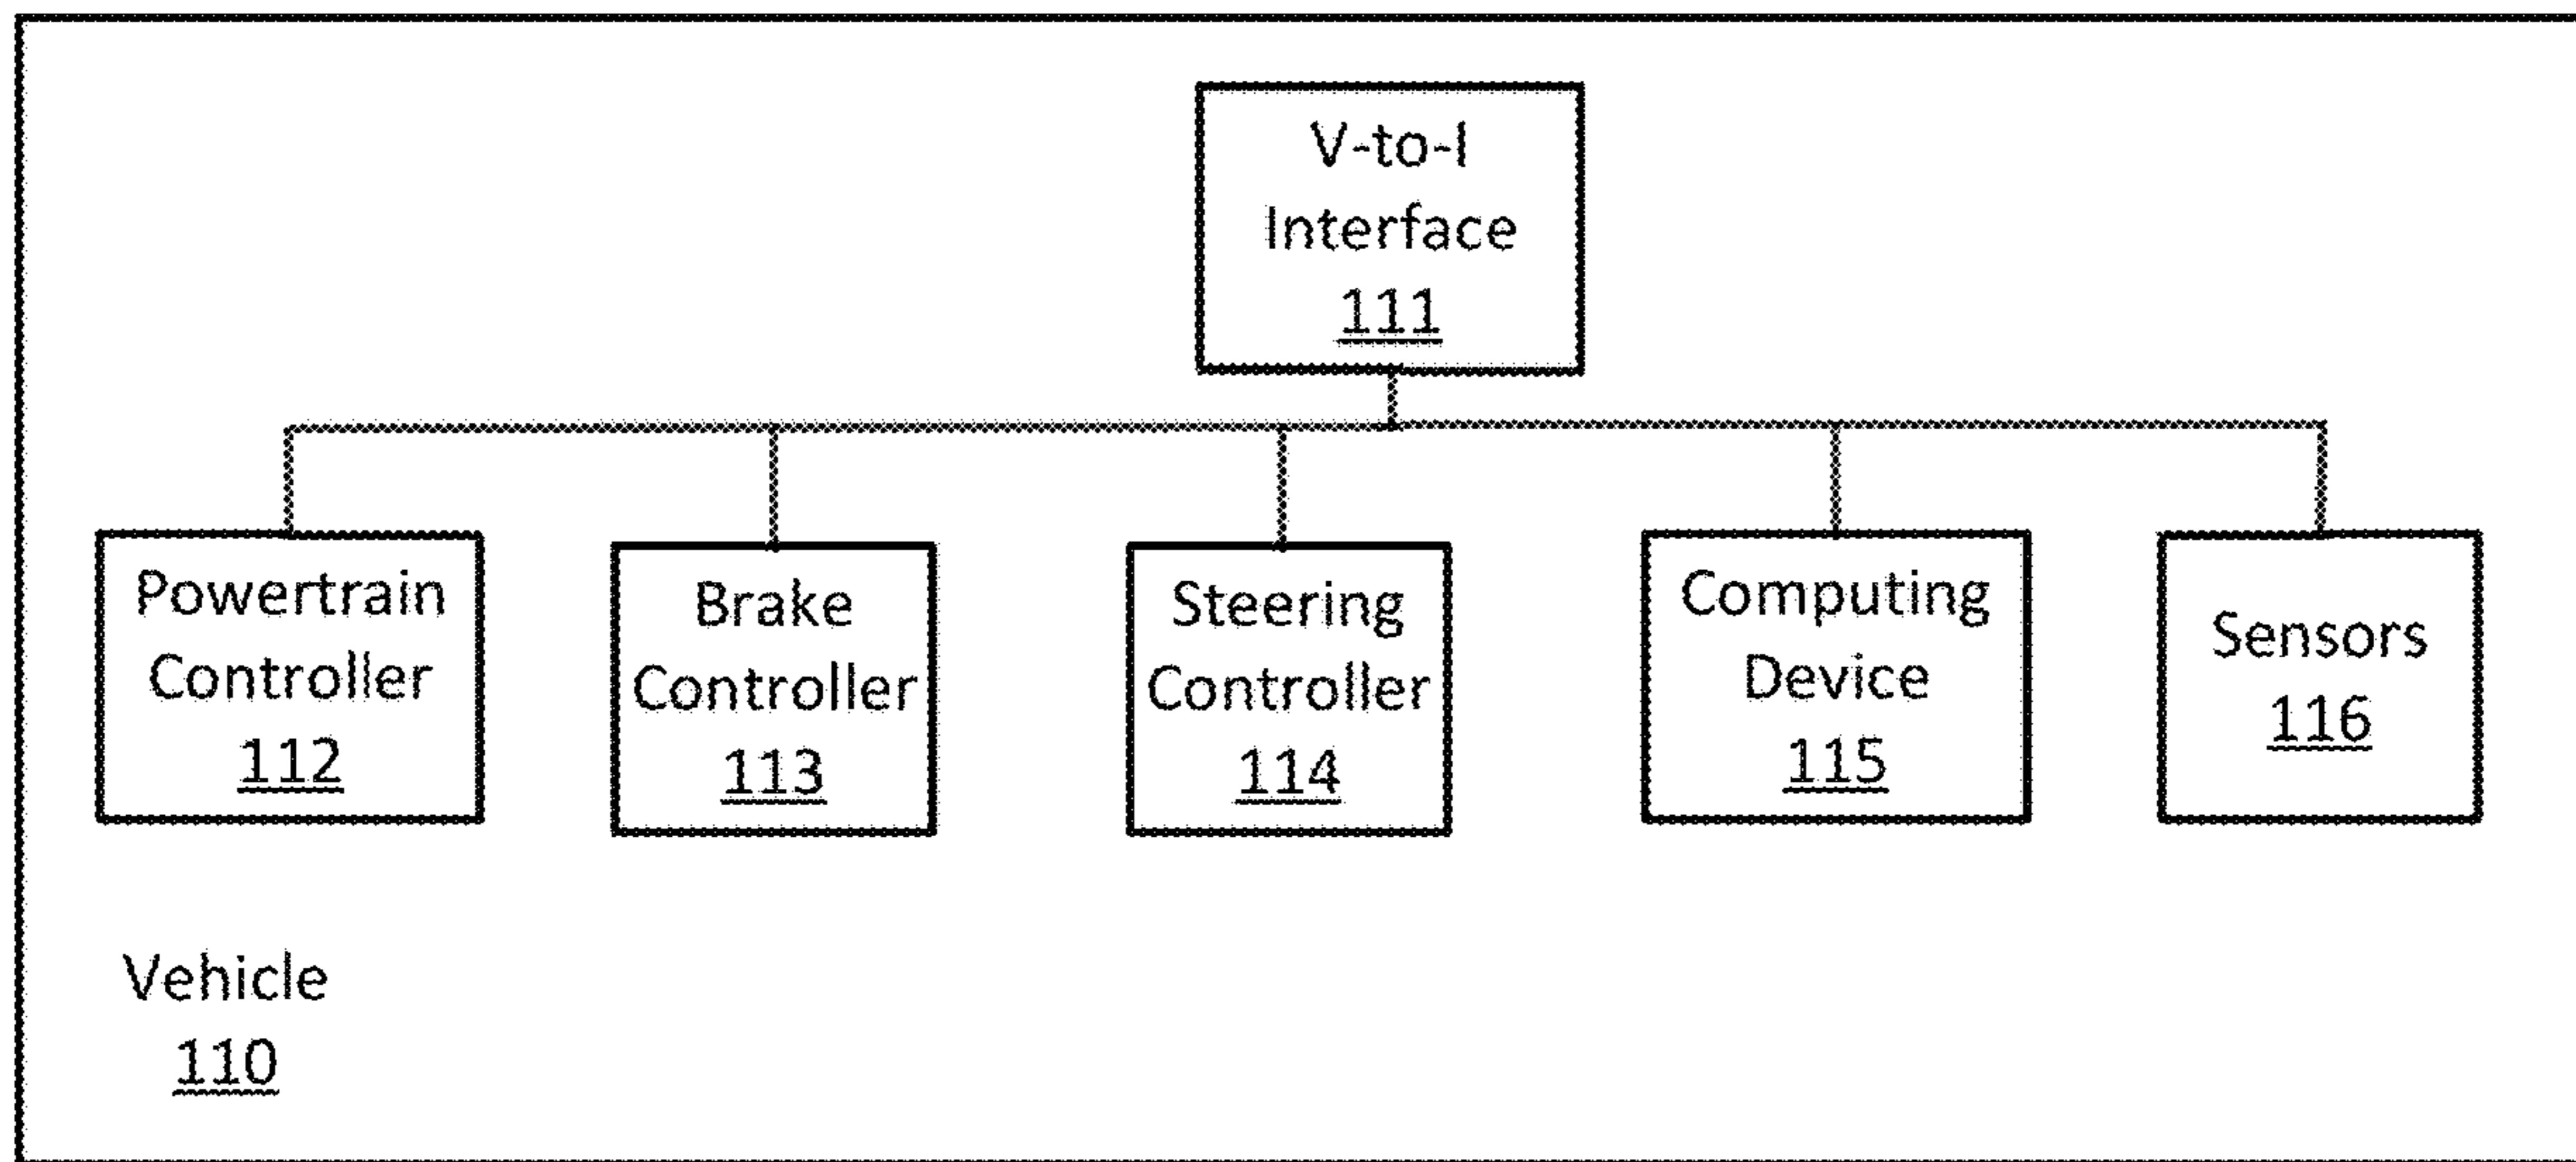 V-to-I
Interface
111
Powertrain
Controller
112
Brake
Controller
113
Steering
Controller
114
Computing
Device
115
Sensors
116
Vehicle
110